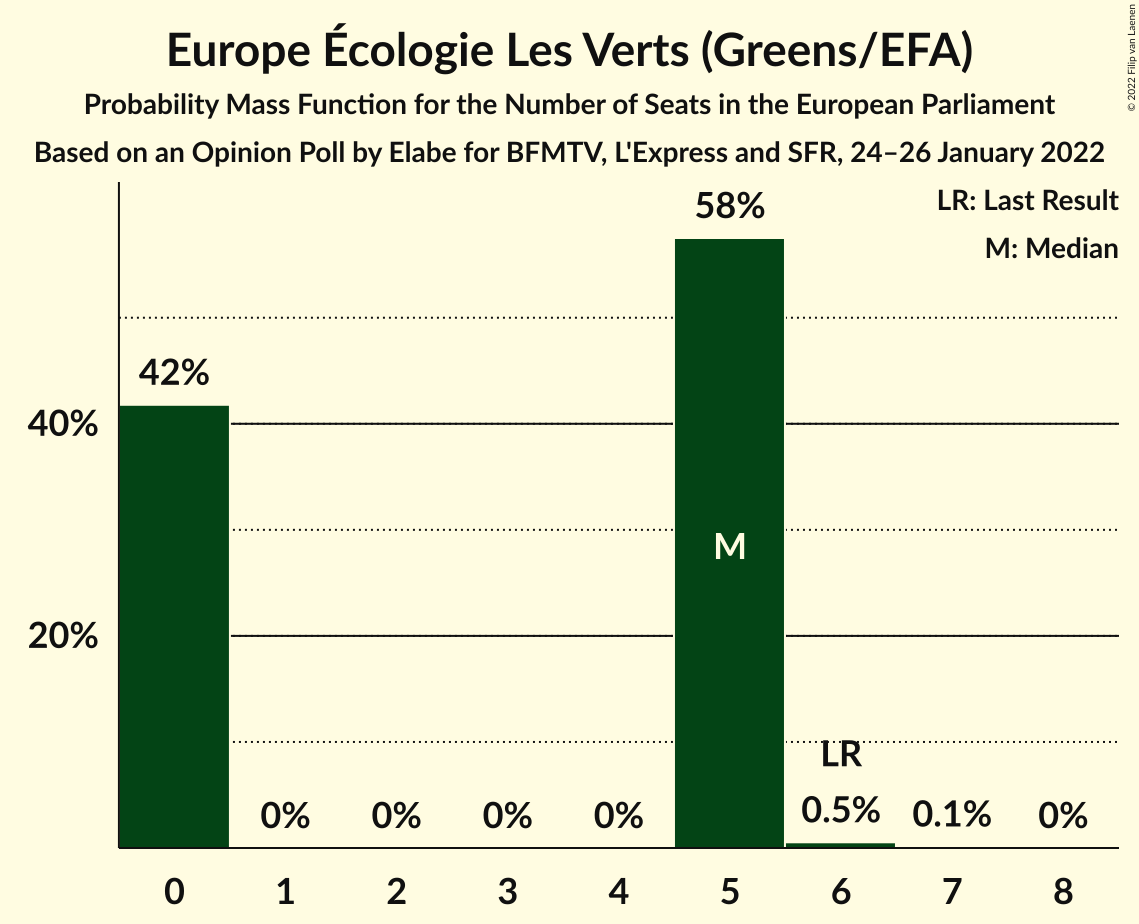 Europe Écologie Les Verts (Greens/EFA)
Probability Mass Function for the Number of Seats in the European Parliament
Based on an Opinion Poll by Elabe for BFMTV, L'Express and SFR, 24–26 January 2022
© 2022 Filip van Laenen
LR: Last Result
M: Median
58%
42%
40%
M
20%
LR
0% 0% 0% 0% 0.5% 0.1% 0%
0 1 2 3 4 5 6 7 8